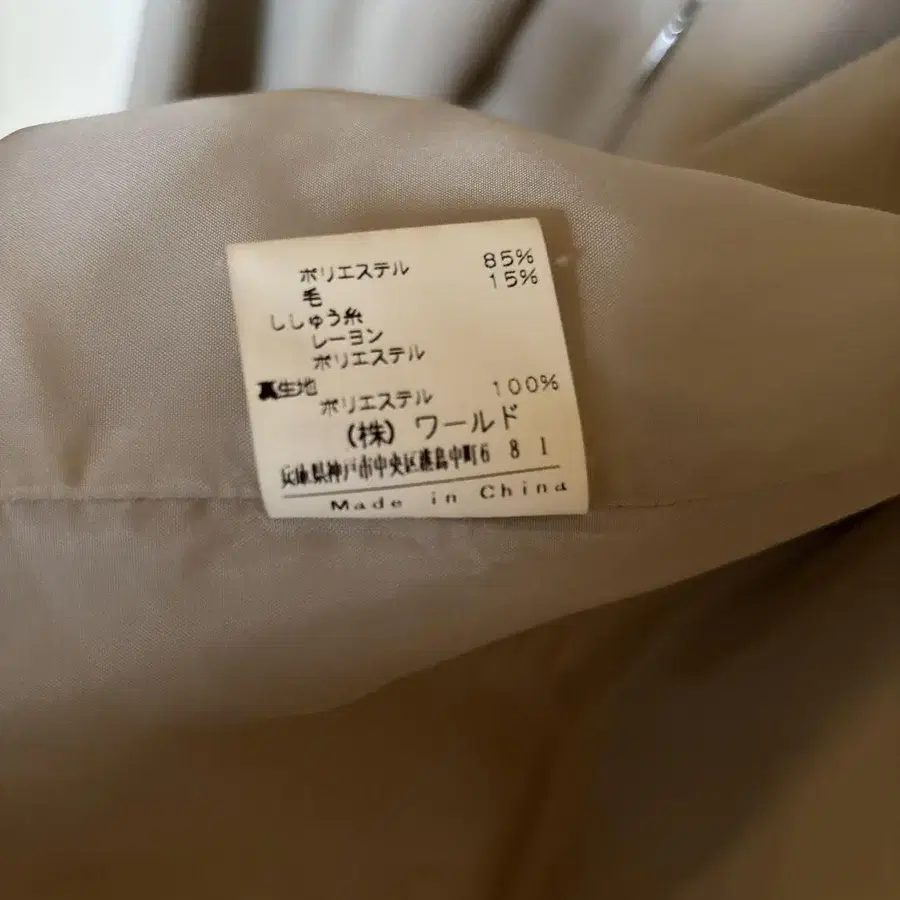 ポリエステル 85%
毛 15%
ししゅう糸
レーヨン
ポリエステル
裏生地
ポリエステル 100%
(株) ワールド
兵庫県神戸市中央区港島中町6 8 1
Made in China